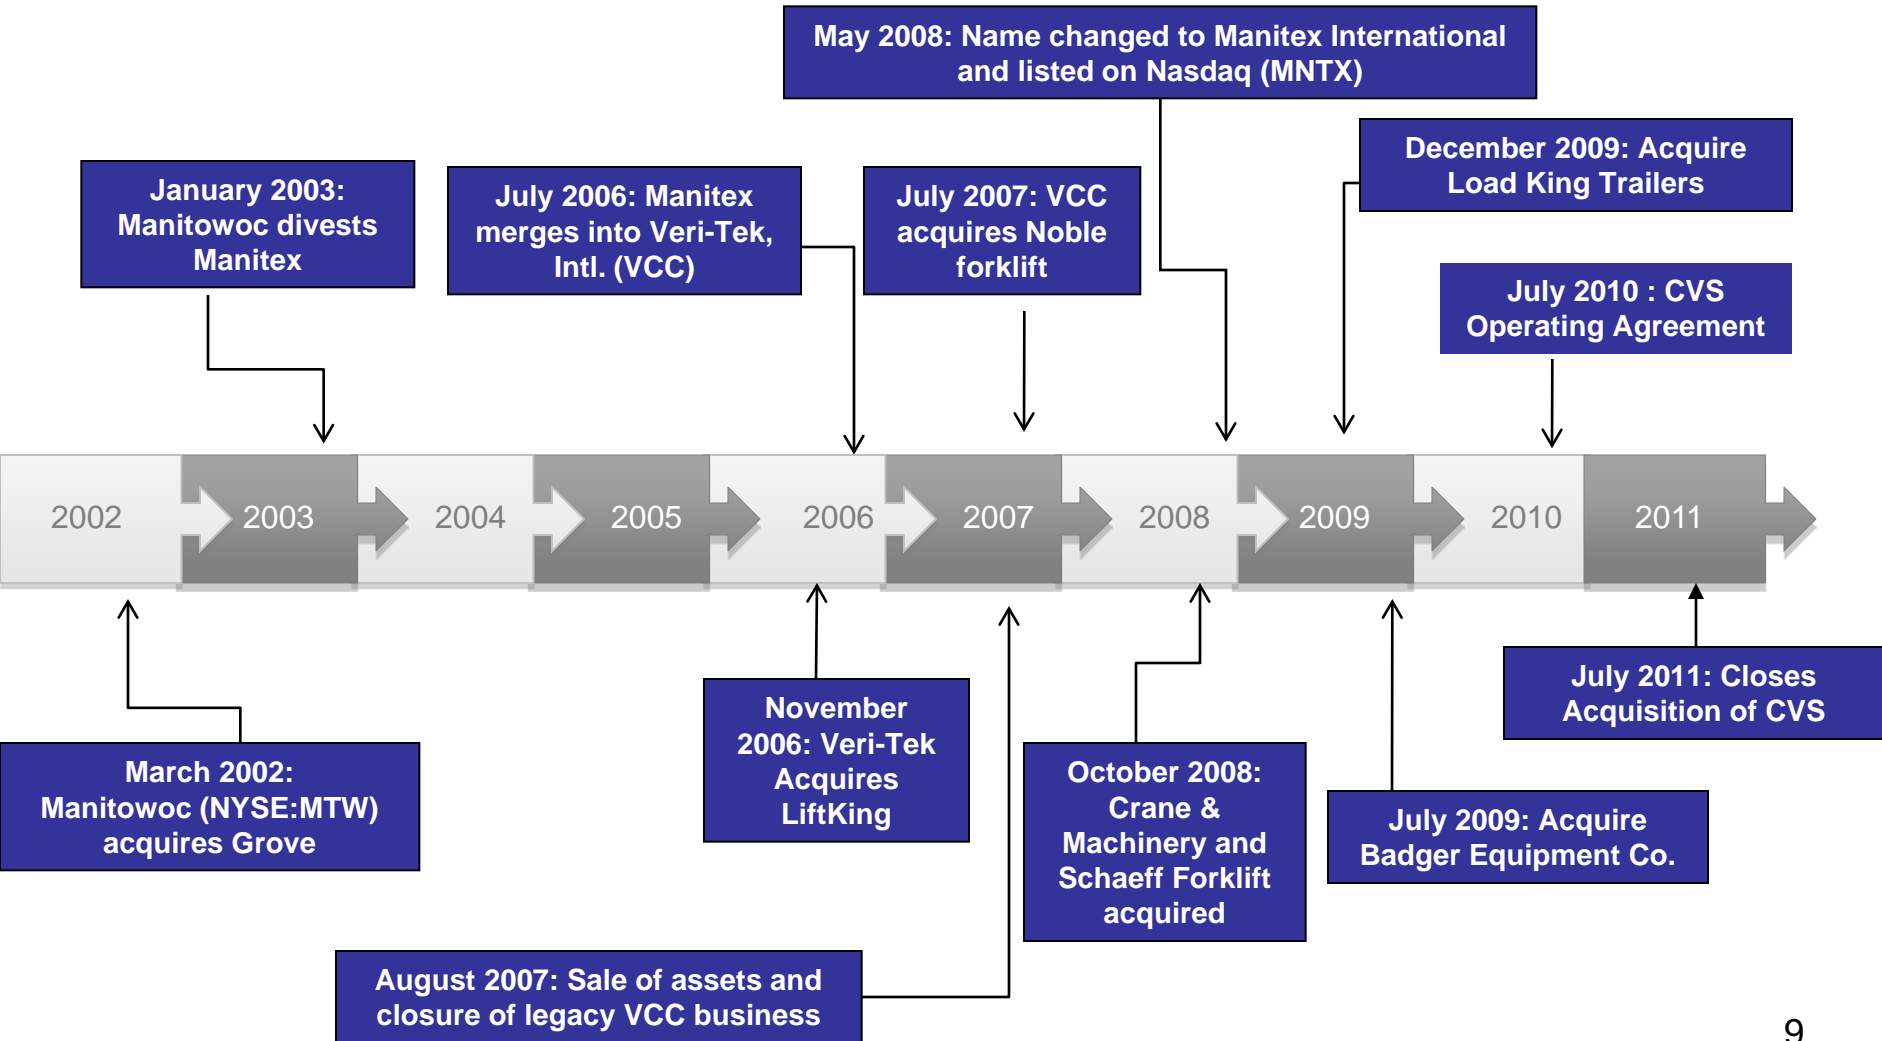 May 2008: Name changed to Manitex International
and listed on Nasdaq (MNTX)
December 2009: Acquire
Load King Trailers
January 2003:
Manitowoc divests
Manitex
July 2006: Manitex
merges into Veri-Tek,
Intl. (VCC)
July 2007: VCC
acquires Noble
forklift
July 2010 : CVS
Operating Agreement
2002
2003
2004
2005
2006
2007
2008
2009
2010
2011
March 2002:
Manitowoc (NYSE:MTW)
acquires Grove
November
2006: Veri-Tek
Acquires
LiftKing
October 2008:
Crane &
Machinery and
Schaeff Forklift
acquired
July 2009: Acquire
Badger Equipment Co.
July 2011: Closes
Acquisition of CVS
August 2007: Sale of assets and
closure of legacy VCC business
9